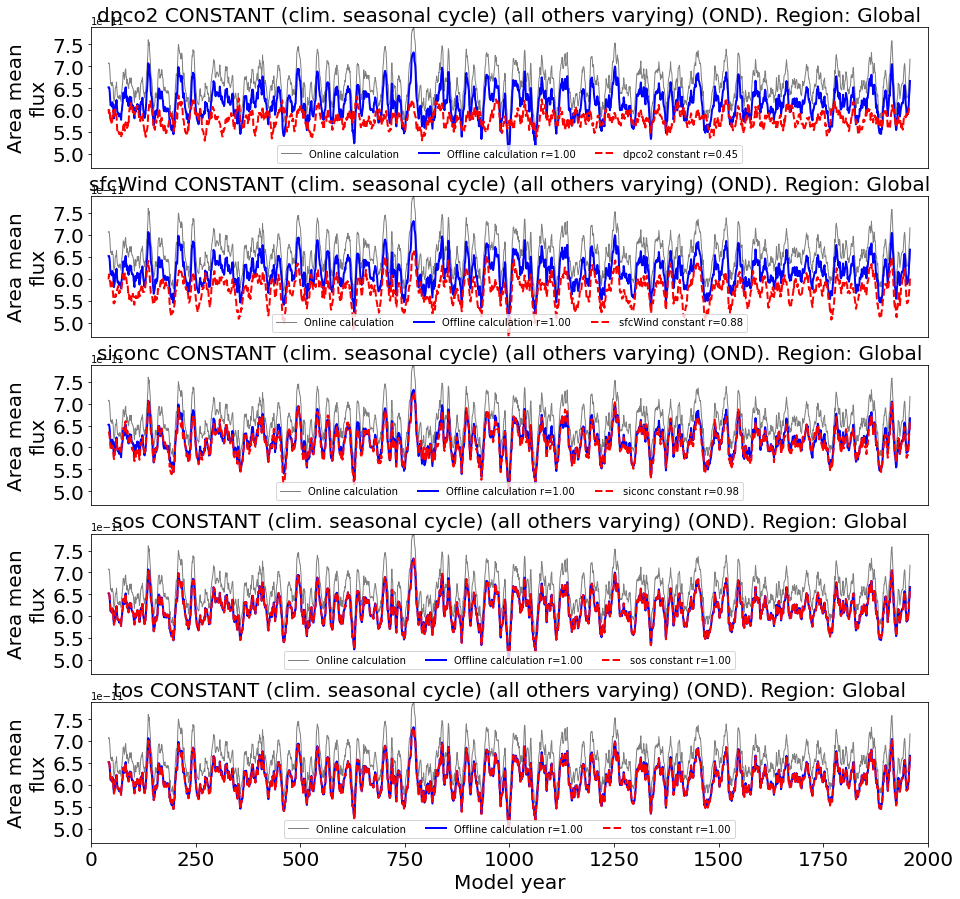 dpco2 CONSTANT (clim. seasonal cycle) (all others varying) (OND). Region: Global
1e−11
7.5
7.0
6.5
6.0
5.5
5.0
Area mean
flux
Online calculation
Offline calculation r=1.00
dpco2 constant r=0.45
sfcWind CONSTANT (clim. seasonal cycle) (all others varying) (OND). Region: Global
1e−11
7.5
7.0
6.5
6.0
5.5
5.0
Area mean
flux
Online calculation
Offline calculation r=1.00
sfcWind constant r=0.88
siconc CONSTANT (clim. seasonal cycle) (all others varying) (OND). Region: Global
1e−11
7.5
7.0
6.5
6.0
5.5
5.0
Area mean
flux
Online calculation
Offline calculation r=1.00
siconc constant r=0.98
sos CONSTANT (clim. seasonal cycle) (all others varying) (OND). Region: Global
1e−11
7.5
7.0
6.5
6.0
5.5
5.0
Area mean
flux
Online calculation
Offline calculation r=1.00
sos constant r=1.00
tos CONSTANT (clim. seasonal cycle) (all others varying) (OND). Region: Global
1e−11
7.5
7.0
6.5
6.0
5.5
5.0
Area mean
flux
Online calculation
Offline calculation r=1.00
tos constant r=1.00
0 250 500 750 1000 1250 1500 1750 2000
Model year